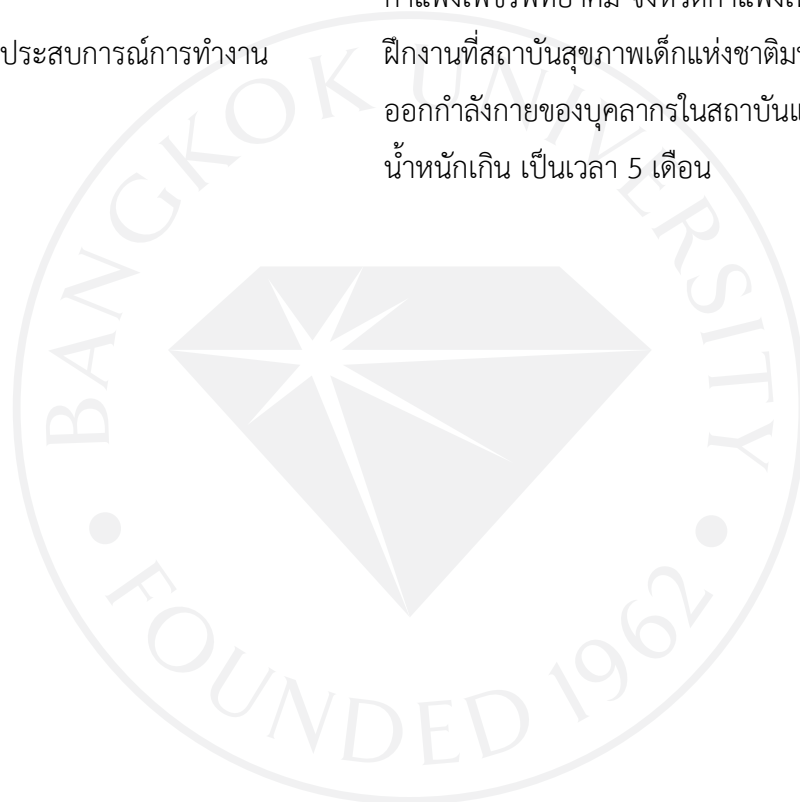 ประสบการณ์การทำงาน
ออกกำลังกายของบุคลากรในสถาบัน
น้ำหนักเกิน เป็นเวลา 5 เดือน
ฝึกงานที่สถาบันสุขภาพเด็กแห่งชาติ
BANGKOK UNIVERSITY
FOUNDED 1962